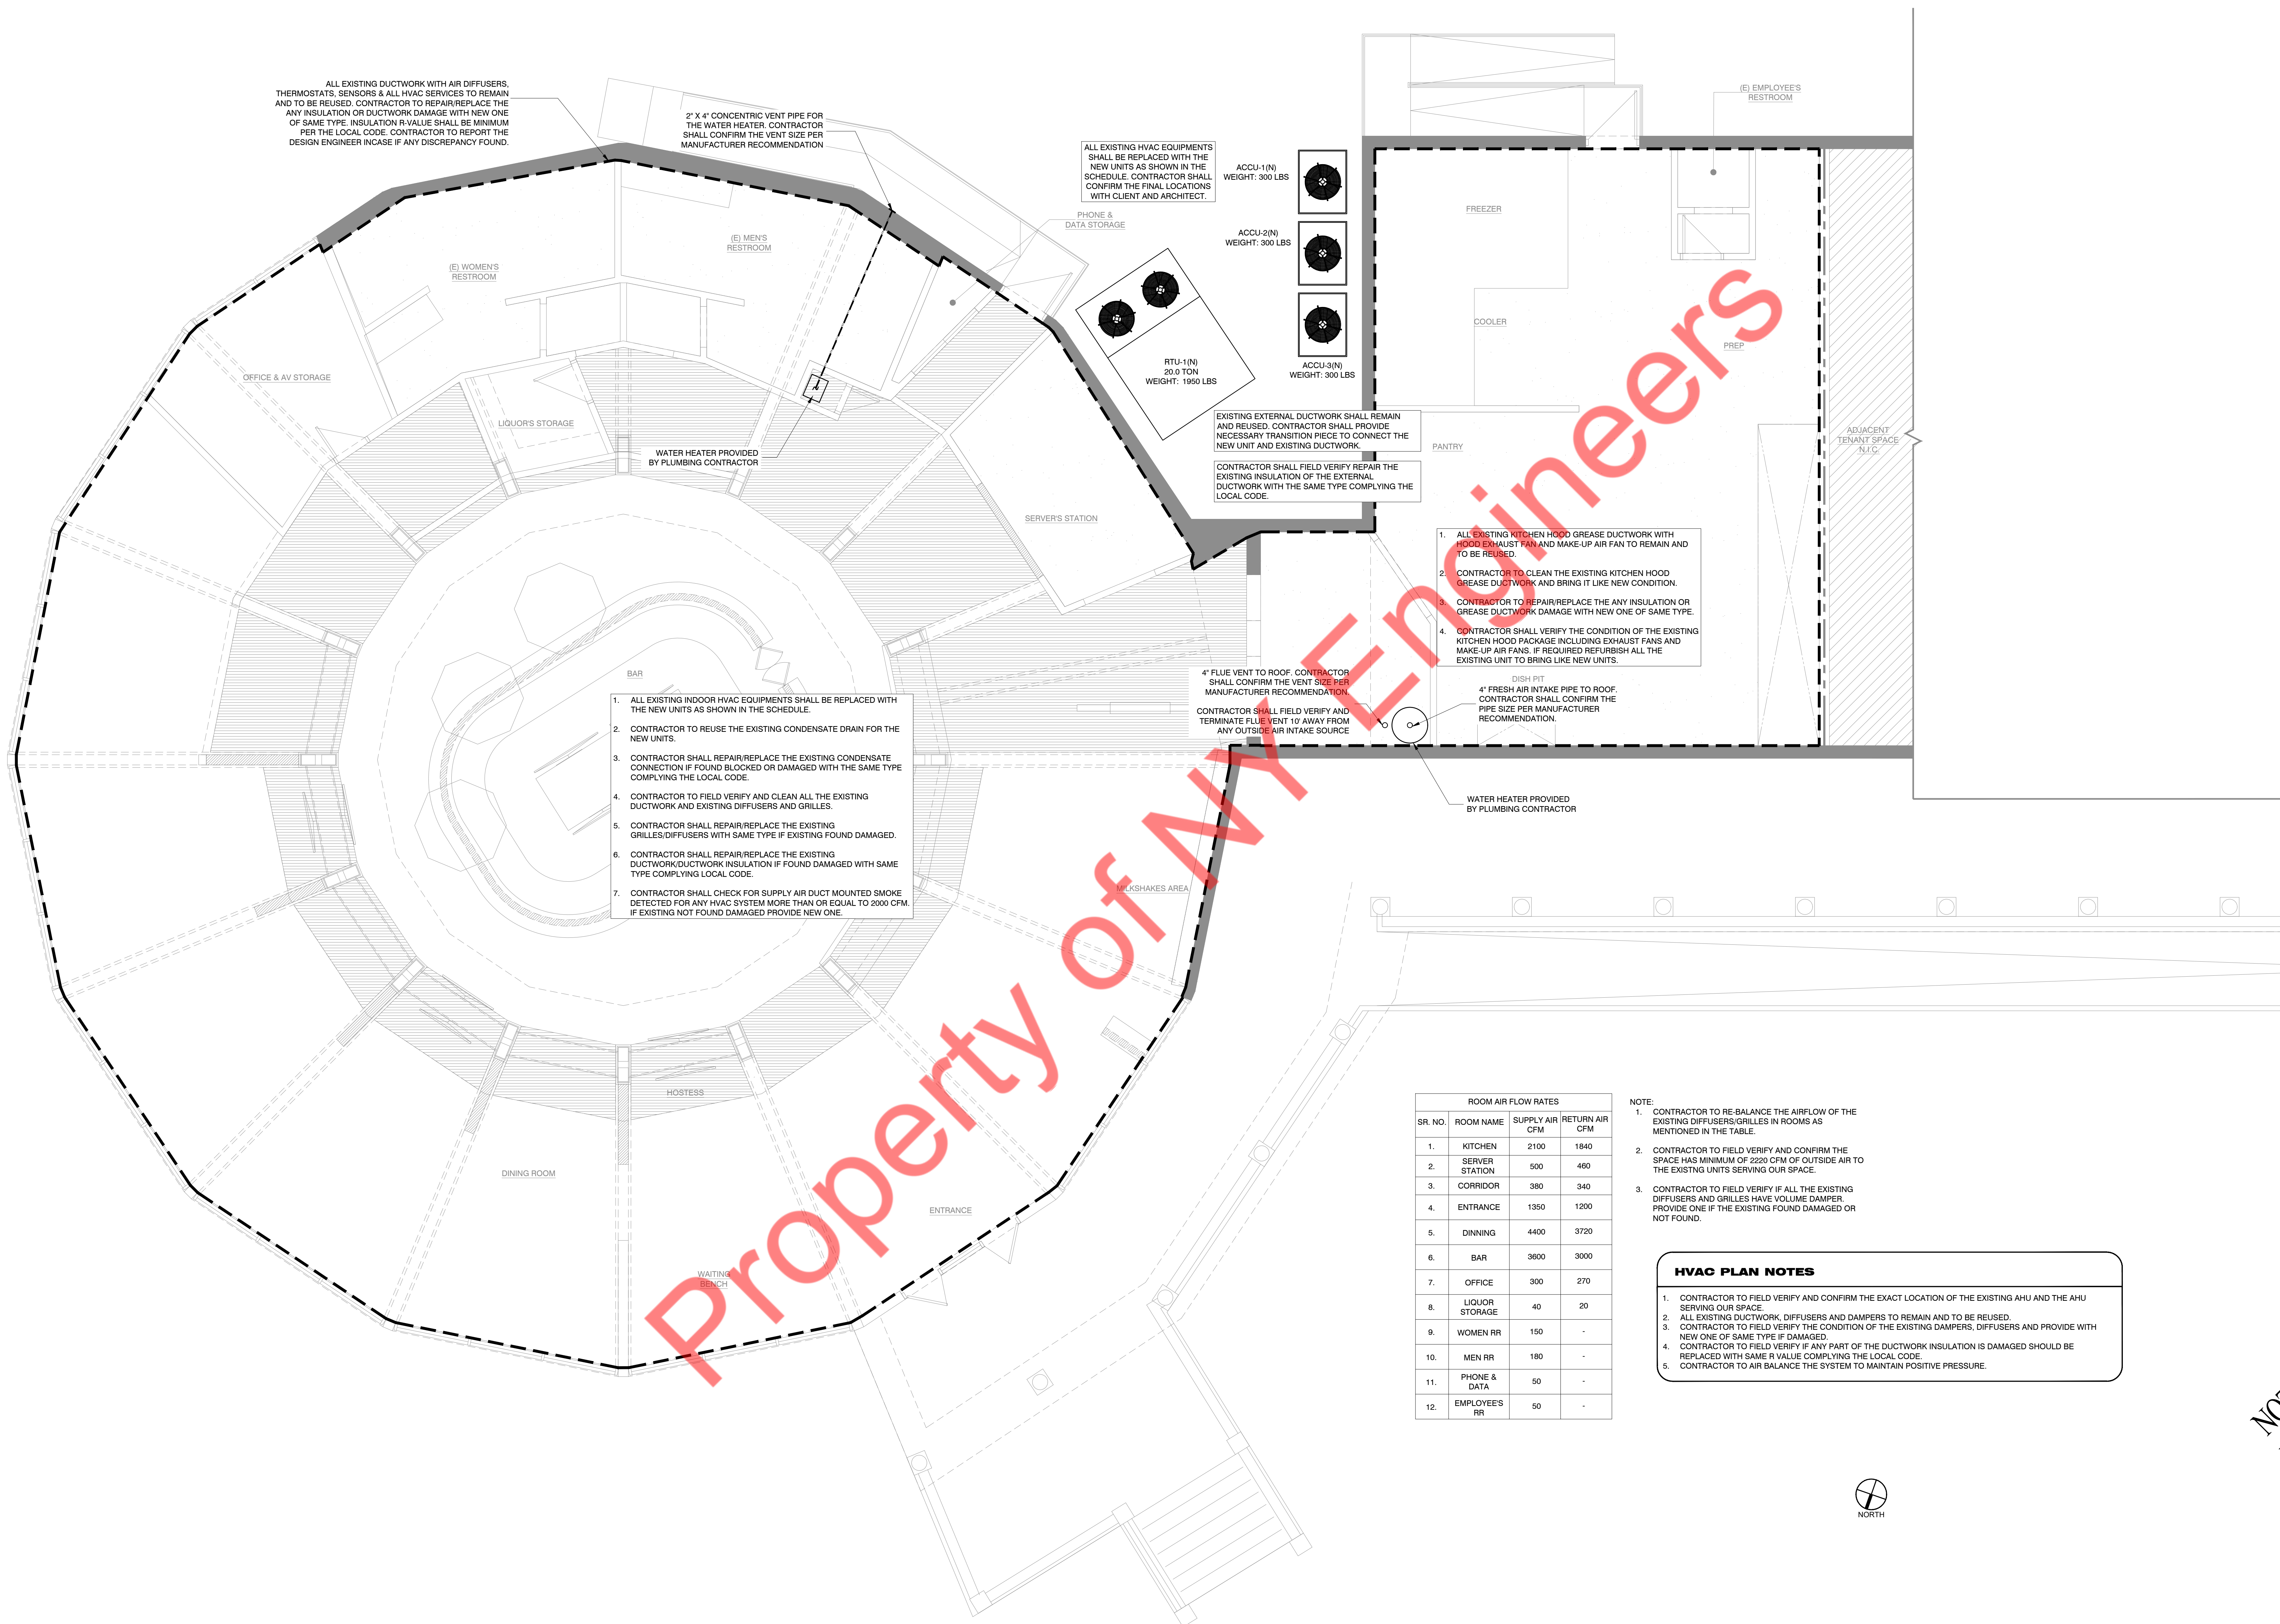 ALL EXISTING DUCTWORK WITH AIR DIFFUSERS,
THERMOSTATS, SENSORS & ALL HVAC SERVICES TO REMAIN
AND TO BE REUSED. CONTRACTOR TO REPAIR/REPLACE THE
ANY INSULATION OR DUCTWORK DAMAGE WITH NEW ONE
OF SAME TYPE. INSULATION R-VALUE SHALL BE MINIMUM
PER THE LOCAL CODE. CONTRACTOR TO REPORT THE
DESIGN ENGINEER INCASE IF ANY DISCREPANCY FOUND.
2" X 4" CONCENTRIC VENT PIPE FOR
THE WATER HEATER. CONTRACTOR
SHALL CONFIRM THE VENT SIZE PER
MANUFACTURER RECOMMENDATION
ALL EXISTING HVAC EQUIPMENTS
SHALL BE REPLACED WITH THE
NEW UNITS AS SHOWN IN THE
SCHEDULE. CONTRACTOR SHALL
CONFIRM THE FINAL LOCATIONS
WITH CLIENT AND ARCHITECT.
ACCU-1(N)
WEIGHT: 300 LBS
ACCU-2(N)
WEIGHT: 300 LBS
ACCU-3(N)
WEIGHT: 300 LBS
(E) EMPLOYEE'S
RESTROOM
PHONE &
DATA STORAGE
FREEZER
(E) MEN'S
RESTROOM
(E) WOMEN'S
RESTROOM
COOLER
PREP
RTU-1(N)
20.0 TON
WEIGHT: 1950 LBS
OFFICE & AV STORAGE
LIQUOR'S STORAGE
EXISTING EXTERNAL DUCTWORK SHALL REMAIN
AND REUSED. CONTRACTOR SHALL PROVIDE
NECESSARY TRANSITION PIECE TO CONNECT THE
NEW UNIT AND EXISTING DUCTWORK.
PANTRY
ADJACENT
TENANT SPACE
N.I.C.
WATER HEATER PROVIDED
BY PLUMBING CONTRACTOR
CONTRACTOR SHALL FIELD VERIFY REPAIR THE
EXISTING INSULATION OF THE EXTERNAL
DUCTWORK WITH THE SAME TYPE COMPLYING THE
LOCAL CODE.
SERVER'S STATION
1. ALL EXISTING KITCHEN HOOD GREASE DUCTWORK WITH
HOOD EXHAUST FAN AND MAKE-UP AIR FAN TO REMAIN AND
TO BE REUSED.
2. CONTRACTOR TO CLEAN THE EXISTING KITCHEN HOOD
GREASE DUCTWORK AND BRING IT LIKE NEW CONDITION.
3. CONTRACTOR TO REPAIR/REPLACE THE ANY INSULATION OR
GREASE DUCTWORK DAMAGE WITH NEW ONE OF SAME TYPE.
4. CONTRACTOR SHALL VERIFY THE CONDITION OF THE EXISTING
KITCHEN HOOD PACKAGE INCLUDING EXHAUST FANS AND
MAKE-UP AIR FANS. IF REQUIRED REFURBISH ALL THE
EXISTING UNIT TO BRING LIKE NEW UNITS.
BAR
4" FLUE VENT TO ROOF. CONTRACTOR
SHALL CONFIRM THE VENT SIZE PER
MANUFACTURER RECOMMENDATION.
CONTRACTOR SHALL FIELD VERIFY AND
TERMINATE FLUE VENT 10' AWAY FROM
ANY OUTSIDE AIR INTAKE SOURCE
DISH PIT
4" FRESH AIR INTAKE PIPE TO ROOF.
CONTRACTOR SHALL CONFIRM THE
PIPE SIZE PER MANUFACTURER
RECOMMENDATION.
WATER HEATER PROVIDED
BY PLUMBING CONTRACTOR
1. ALL EXISTING INDOOR HVAC EQUIPMENTS SHALL BE REPLACED WITH
THE NEW UNITS AS SHOWN IN THE SCHEDULE.
2. CONTRACTOR TO REUSE THE EXISTING CONDENSATE DRAIN FOR THE
NEW UNITS.
3. CONTRACTOR SHALL REPAIR/REPLACE THE EXISTING CONDENSATE
CONNECTION IF FOUND BLOCKED OR DAMAGED WITH THE SAME TYPE
COMPLYING THE LOCAL CODE.
4. CONTRACTOR TO FIELD VERIFY AND CLEAN ALL THE EXISTING
DUCTWORK AND EXISTING DIFFUSERS AND GRILLES.
5. CONTRACTOR SHALL REPAIR/REPLACE THE EXISTING
GRILLES/DIFFUSERS WITH SAME TYPE IF EXISTING FOUND DAMAGED.
6. CONTRACTOR SHALL REPAIR/REPLACE THE EXISTING
DUCTWORK/DUCTWORK INSULATION IF FOUND DAMAGED WITH SAME
TYPE COMPLYING LOCAL CODE.
7. CONTRACTOR SHALL CHECK FOR SUPPLY AIR DUCT MOUNTED SMOKE
DETECTED FOR ANY HVAC SYSTEM MORE THAN OR EQUAL TO 2000 CFM.
IF EXISTING NOT FOUND DAMAGED PROVIDE NEW ONE.
MILKSHAKES AREA
HOSTESS
DINING ROOM
ENTRANCE
WAITING
BENCH
Property of NY Engineers
ROOM AIR FLOW RATES
SR. NO. ROOM NAME SUPPLY AIR CFM RETURN AIR CFM
1. KITCHEN 2100 1840
2. SERVER STATION 500 460
3. CORRIDOR 380 340
4. ENTRANCE 1350 1200
5. DINNING 4400 3720
6. BAR 3600 3000
7. OFFICE 300 270
8. LIQUOR STORAGE 40 20
9. WOMEN RR 150 -
10. MEN RR 180 -
11. PHONE & DATA 50 -
12. EMPLOYEE'S RR 50 -
NOTE:
1. CONTRACTOR TO RE-BALANCE THE AIRFLOW OF THE
EXISTING DIFFUSERS/GRILLES IN ROOMS AS
MENTIONED IN THE TABLE.
2. CONTRACTOR TO FIELD VERIFY AND CONFIRM THE
SPACE HAS MINIMUM OF 2220 CFM OF OUTSIDE AIR TO
THE EXISTNG UNITS SERVING OUR SPACE.
3. CONTRACTOR TO FIELD VERIFY IF ALL THE EXISTING
DIFFUSERS AND GRILLES HAVE VOLUME DAMPER.
PROVIDE ONE IF THE EXISTING FOUND DAMAGED OR
NOT FOUND.
HVAC PLAN NOTES
1. CONTRACTOR TO FIELD VERIFY AND CONFIRM THE EXACT LOCATION OF THE EXISTING AHU AND THE AHU
SERVING OUR SPACE.
2. ALL EXISTING DUCTWORK, DIFFUSERS AND DAMPERS TO REMAIN AND TO BE REUSED.
3. CONTRACTOR TO FIELD VERIFY THE CONDITION OF THE EXISTING DAMPERS, DIFFUSERS AND PROVIDE WITH
NEW ONE OF SAME TYPE IF DAMAGED.
4. CONTRACTOR TO FIELD VERIFY IF ANY PART OF THE DUCTWORK INSULATION IS DAMAGED SHOULD BE
REPLACED WITH SAME R VALUE COMPLYING THE LOCAL CODE.
5. CONTRACTOR TO AIR BALANCE THE SYSTEM TO MAINTAIN POSITIVE PRESSURE.
NORTH